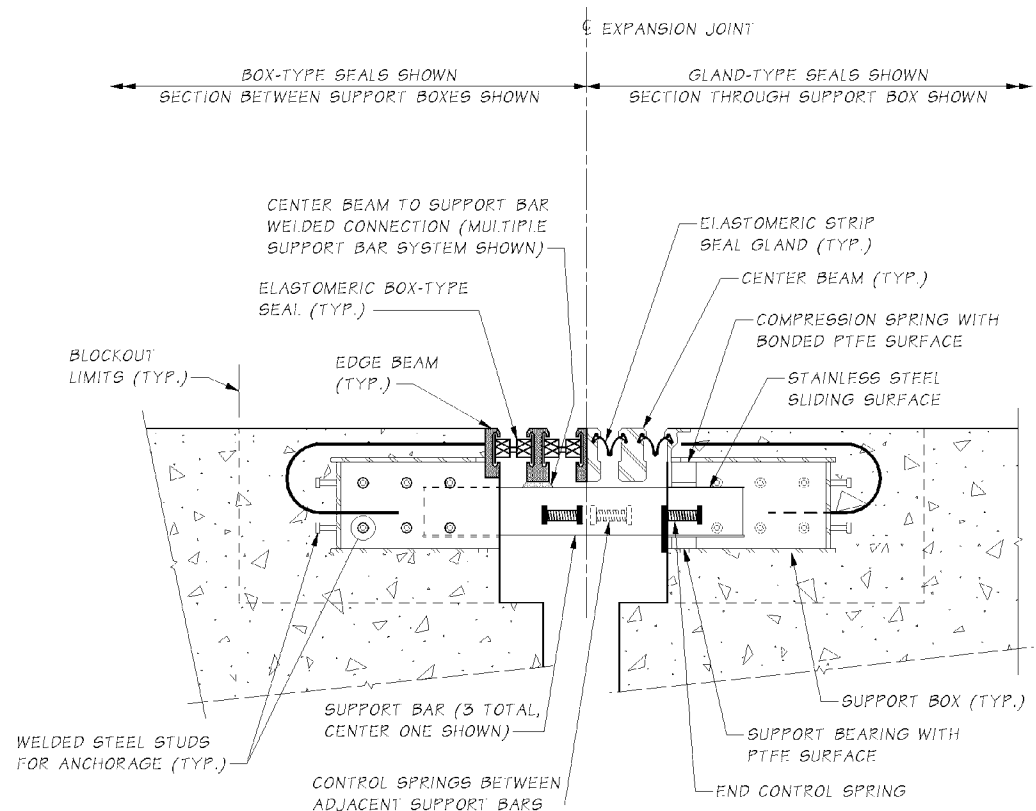 ℄ EXPANSION JOINT
BOX-TYPE SEALS SHOWN
SECTION BETWEEN SUPPORT BOXES SHOWN
GLAND-TYPE SEALS SHOWN
SECTION THROUGH SUPPORT BOX SHOWN
CENTER BEAM TO SUPPORT BAR
WELDED CONNECTION (MULTIPLE
SUPPORT BAR SYSTEM SHOWN)
ELASTOMERIC BOX-TYPE
SEAL (TYP.)
EDGE BEAM
(TYP.)
BLOCKOUT
LIMITS (TYP.)
ELASTOMERIC STRIP
SEAL GLAND (TYP.)
CENTER BEAM (TYP.)
COMPRESSION SPRING WITH
BONDED PTFE SURFACE
STAINLESS STEEL
SLIDING SURFACE
WELDED STEEL STUDS
FOR ANCHORAGE (TYP.)
SUPPORT BAR (3 TOTAL,
CENTER ONE SHOWN)
CONTROL SPRINGS BETWEEN
ADJACENT SUPPORT BARS
SUPPORT BOX (TYP.)
SUPPORT BEARING WITH
PTFE SURFACE
END CONTROL SPRING